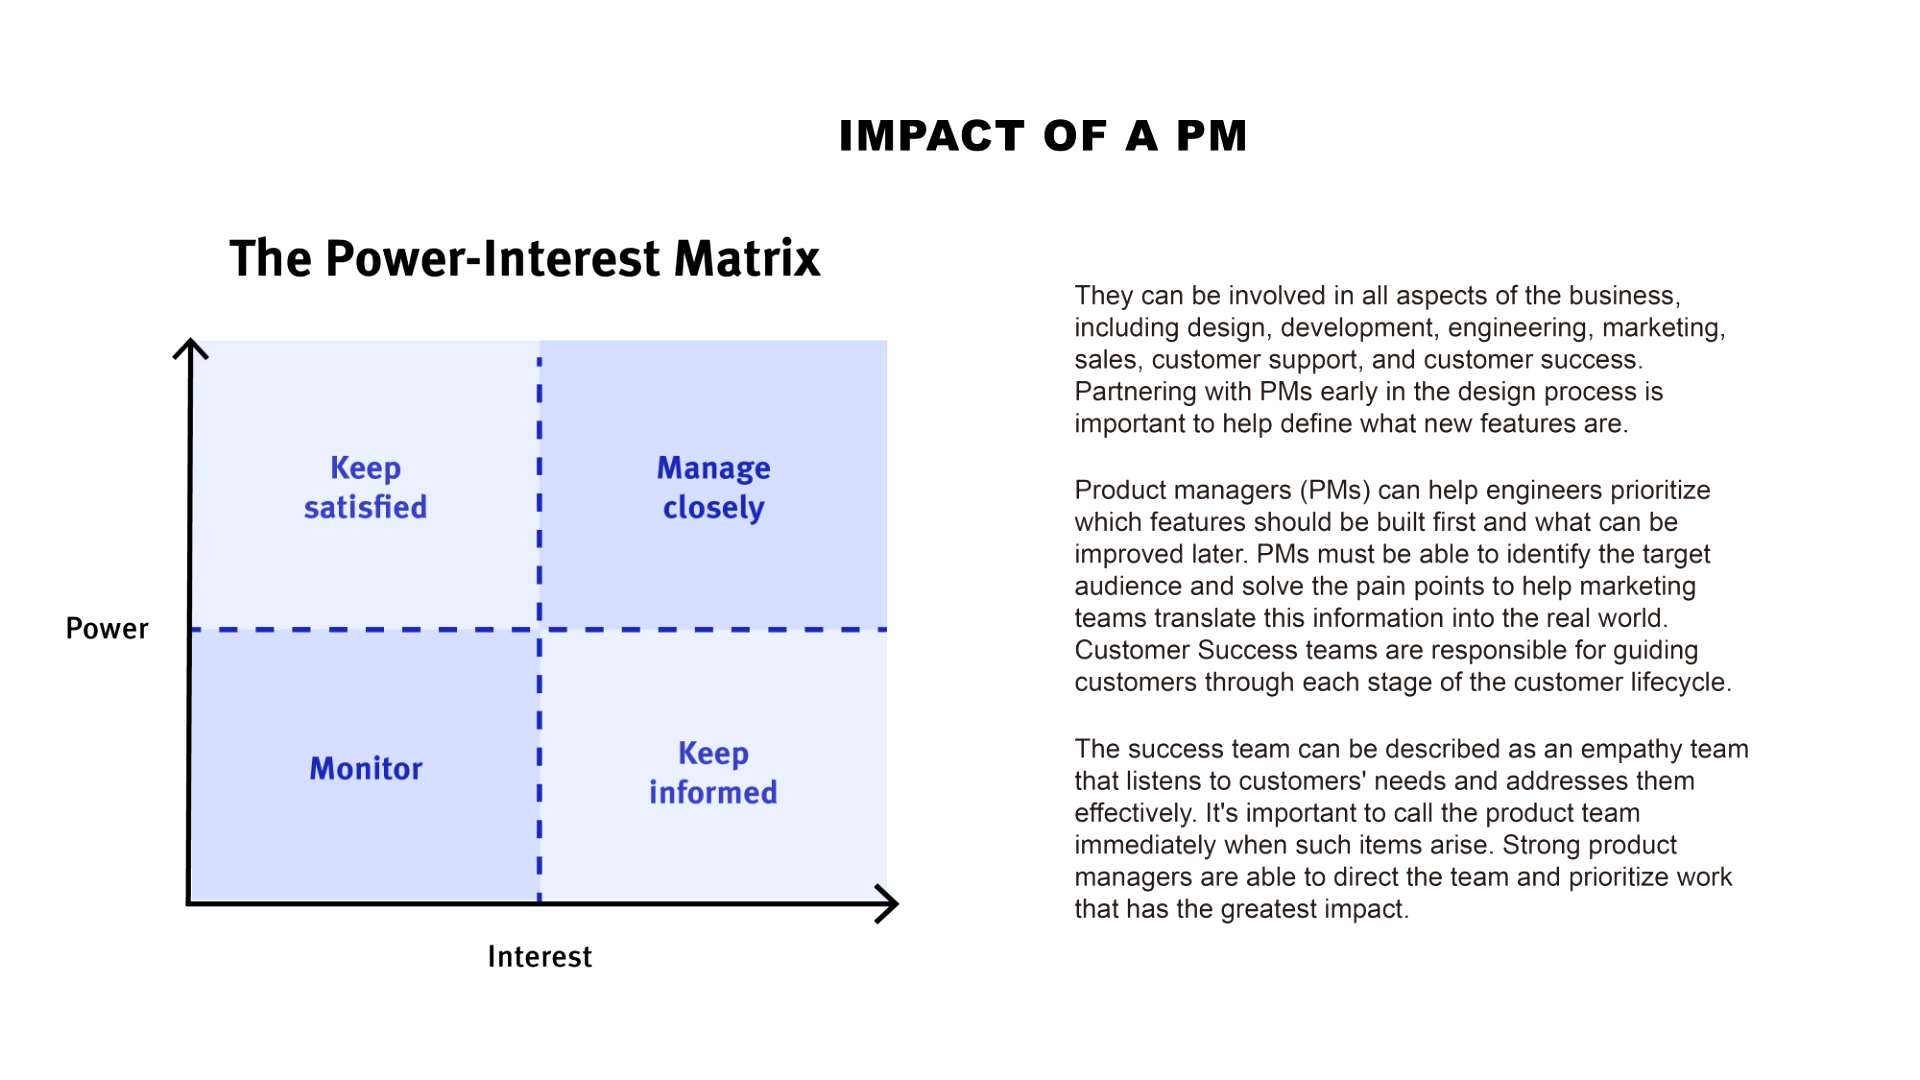 IMPACT OF A PM
The Power-Interest Matrix
Keep
satisfied
Manage
closely
Power
Monitor
Keep
informed
Interest
They can be involved in all aspects of the business,
including design, development, engineering, marketing,
sales, customer support, and customer success.
Partnering with PMs early in the design process is
important to help define what new features are.
Product managers (PMs) can help engineers prioritize
which features should be built first and what can be
improved later. PMs must be able to identify the target
audience and solve the pain points to help marketing
teams translate this information into the real world.
Customer Success teams are responsible for guiding
customers through each stage of the customer lifecycle.
The success team can be described as an empathy team
that listens to customers' needs and addresses them
effectively. It's important to call the product team
immediately when such items arise. Strong product
managers are able to direct the team and prioritize work
that has the greatest impact.